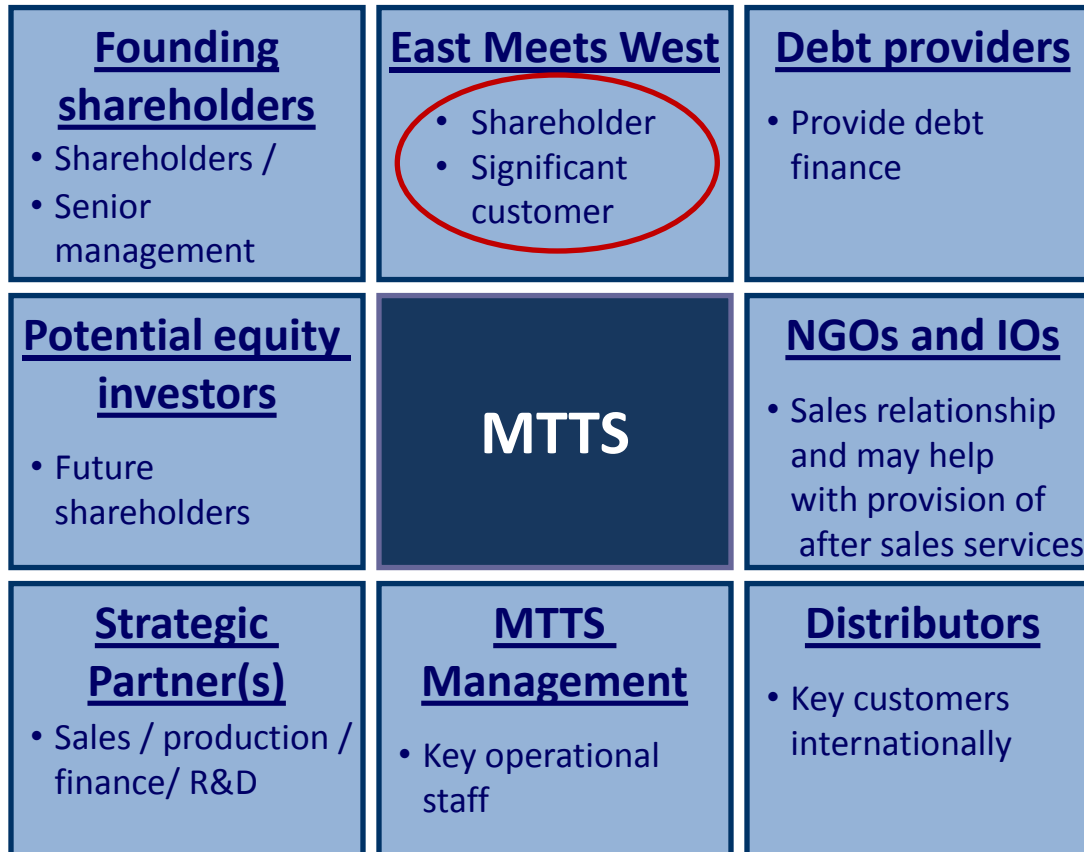 Founding
shareholders
• Shareholders /
• Senior
management
East Meets West
• Shareholder
• Significant
customer
Debt providers
• Provide debt
finance
Potential equity
investors
• Future
shareholders
MTTS
NGOs and IOs
• Sales relationship
and may help
with provision of
after sales services
Strategic
Partner(s)
• Sales / production /
finance/ R&D
MTTS
Management
• Key operational
staff
Distributors
• Key customers
internationally